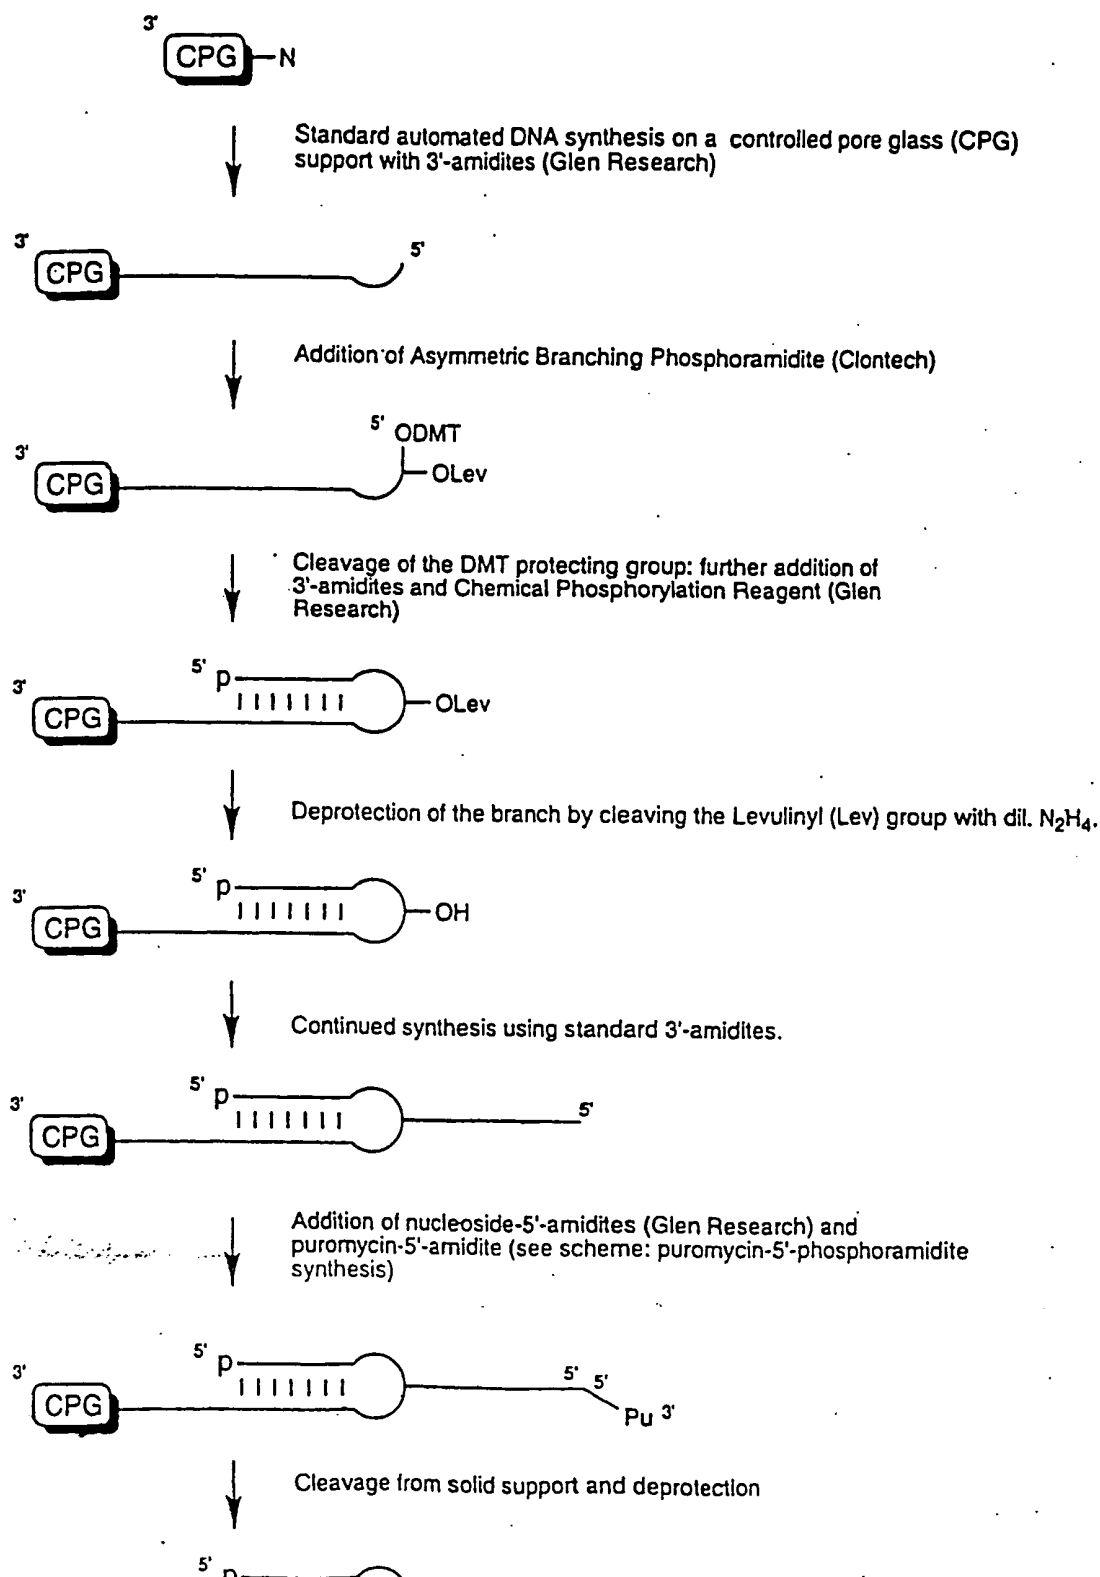 3'
CPG N
Standard automated DNA synthesis on a controlled pore glass (CPG)
support with 3'-amidites (Glen Research)
3'
5'
CPG
Addition of Asymmetric Branching Phosphoramidite (Clontech)
5' ODMT
3'
OLev
CPG
Cleavage of the DMT protecting group: further addition of
3'-amidites and Chemical Phosphorylation Reagent (Glen
Research)
5' p
3'
OLev
CPG
Deprotection of the branch by cleaving the Levulinyl (Lev) group with dil. N₂H₄.
5' p
3'
OH
CPG
Continued synthesis using standard 3'-amidites.
5' p
3'
5'
CPG
Addition of nucleoside-5'-amidites (Glen Research) and
puromycin-5'-amidite (see scheme: puromycin-5'-phosphoramidite
synthesis)
5' p
3'
5' 5'
CPG
Pu 3'
Cleavage from solid support and deprotection
5' p